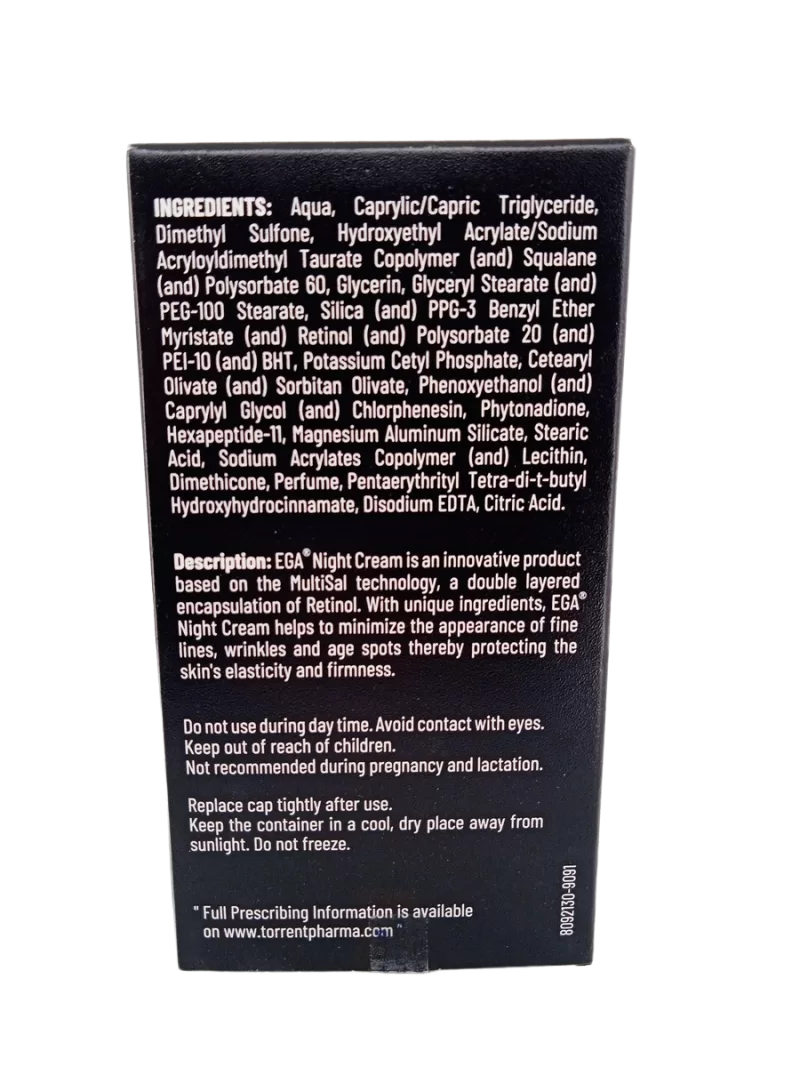 INGREDIENTS: Aqua, Caprylic/Capric Triglyceride,
Dimethyl Sulfone, Hydroxyethyl Acrylate/Sodium
Acryloyldimethyl Taurate Copolymer (and) Squalane
(and) Polysorbate 60, Glycerin, Glyceryl Stearate (and)
PEG-100 Stearate, Silica (and) PPG-3 Benzyl Ether
Myristate (and) Retinol (and) Polysorbate 20 (and)
PEI-10 (and) BHT, Potassium Cetyl Phosphate, Cetearyl
Olivate (and) Sorbitan Olivate, Phenoxyethanol (and)
Caprylyl Glycol (and) Chlorphenesin, Phytonadione,
Hexapeptide-11, Magnesium Aluminum Silicate, Stearic
Acid, Sodium Acrylates Copolymer (and) Lecithin,
Dimethicone, Perfume, Pentaerythrityl Tetra-di-t-butyl
Hydroxyhydrocinnamate, Disodium EDTA, Citric Acid.
Description: EGA® Night Cream is an innovative product
based on the MultiSal technology, a double layered
encapsulation of Retinol. With unique ingredients, EGA®
Night Cream helps to minimize the appearance of fine
lines, wrinkles and age spots thereby protecting the
skin's elasticity and firmness.
Do not use during day time. Avoid contact with eyes.
Keep out of reach of children.
Not recommended during pregnancy and lactation.
Replace cap tightly after use.
Keep the container in a cool, dry place away from
sunlight. Do not freeze.
" Full Prescribing Information is available
on www.torrentpharma.com "
8092130-9091